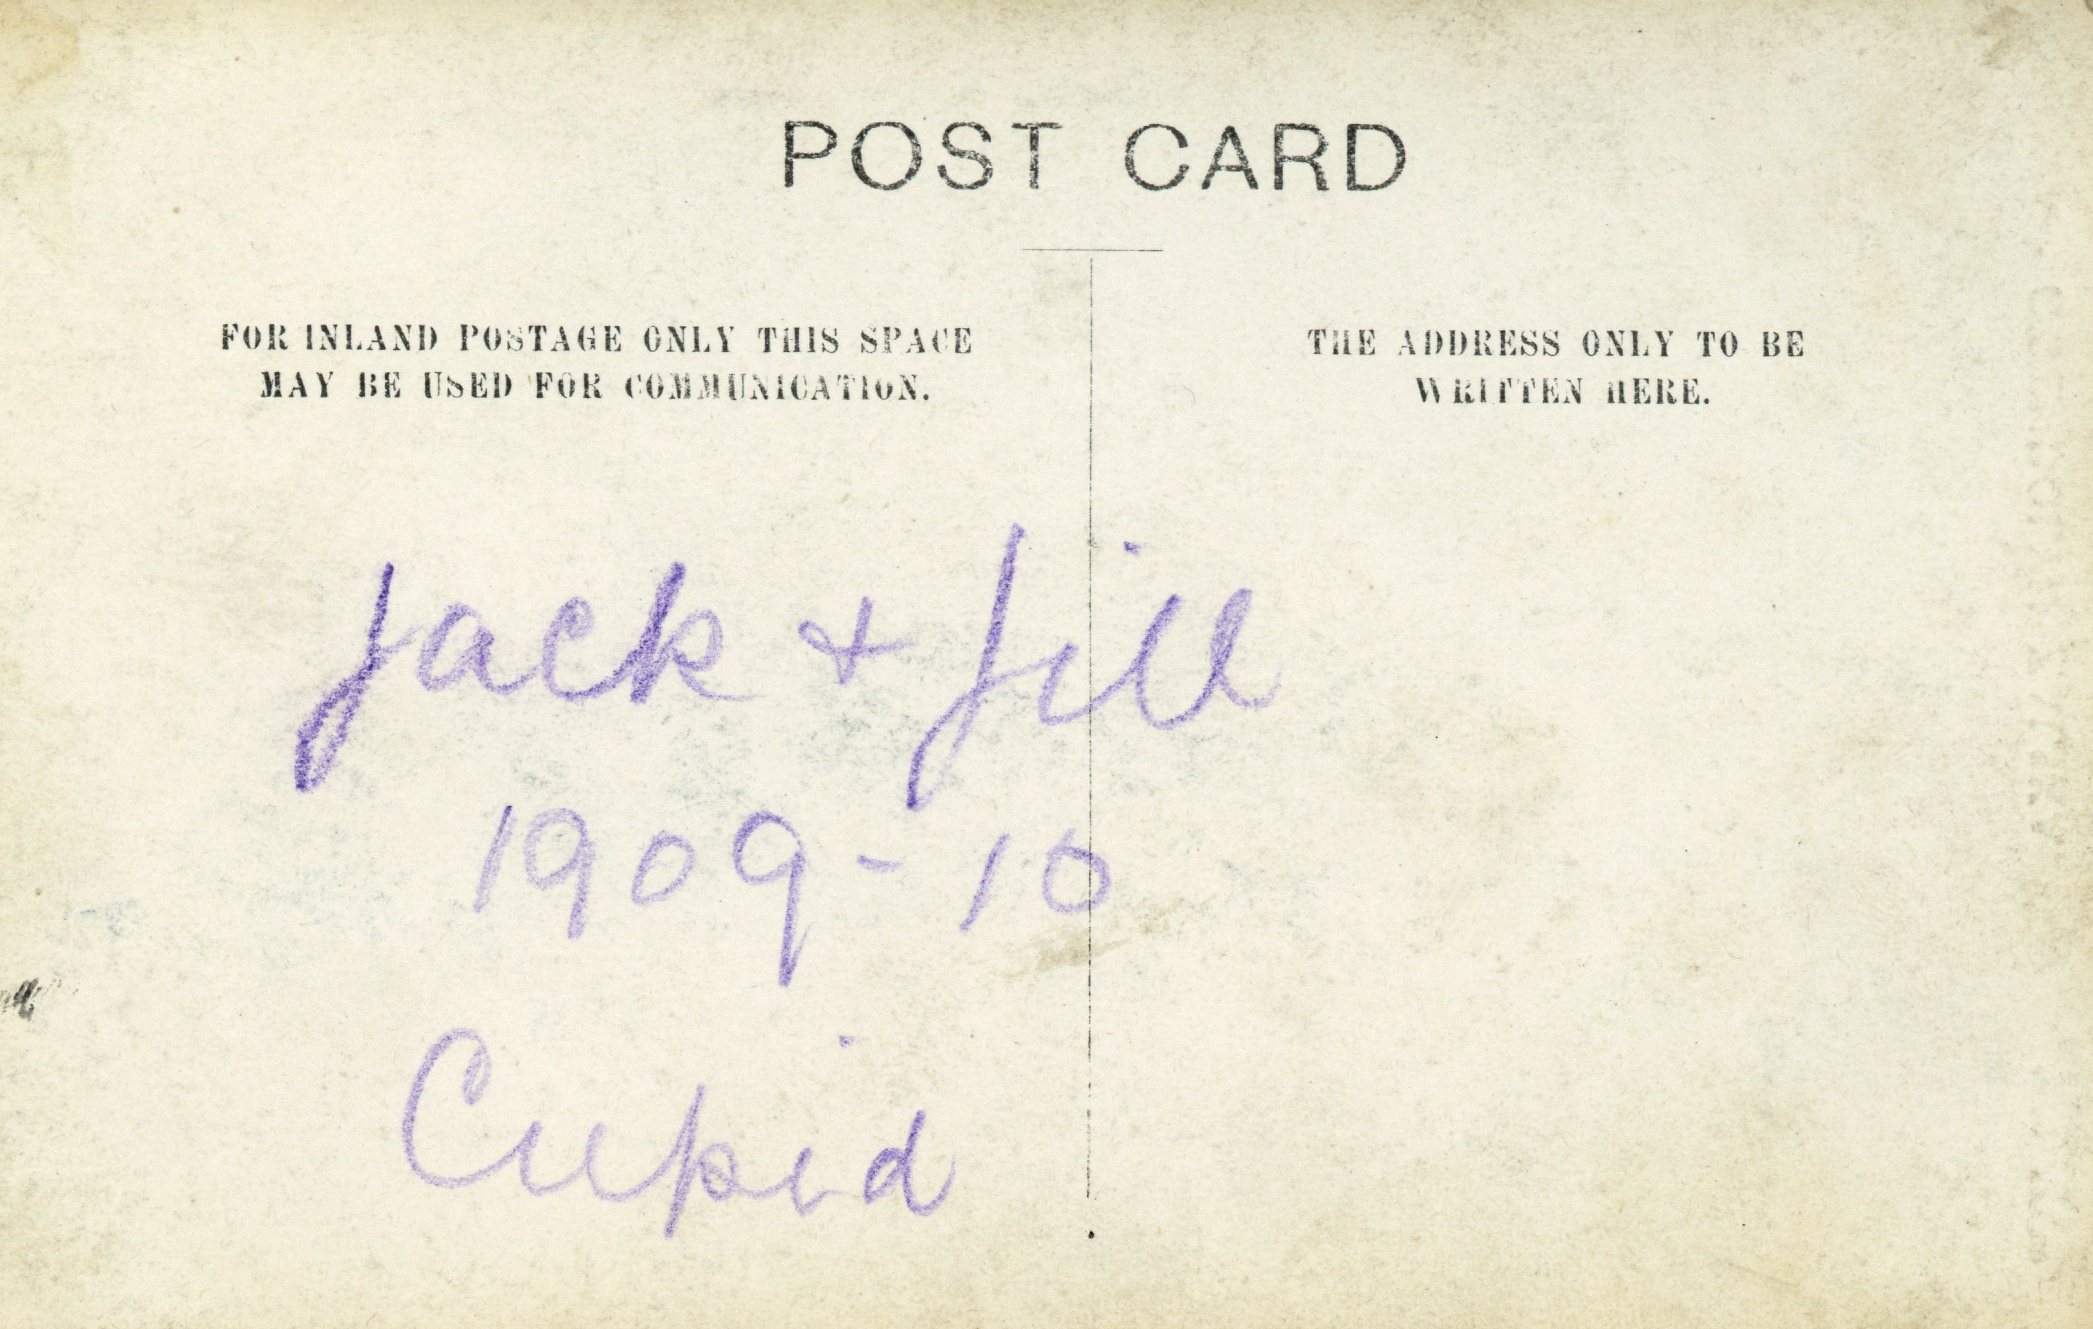 POST CARD
FOR INLAND POSTAGE ONLY THIS SPACE
MAY BE USED FOR COMMUNICATION.
THE ADDRESS ONLY TO BE
WRITTEN HERE.
Jack + Jill
1909-10
Cupid